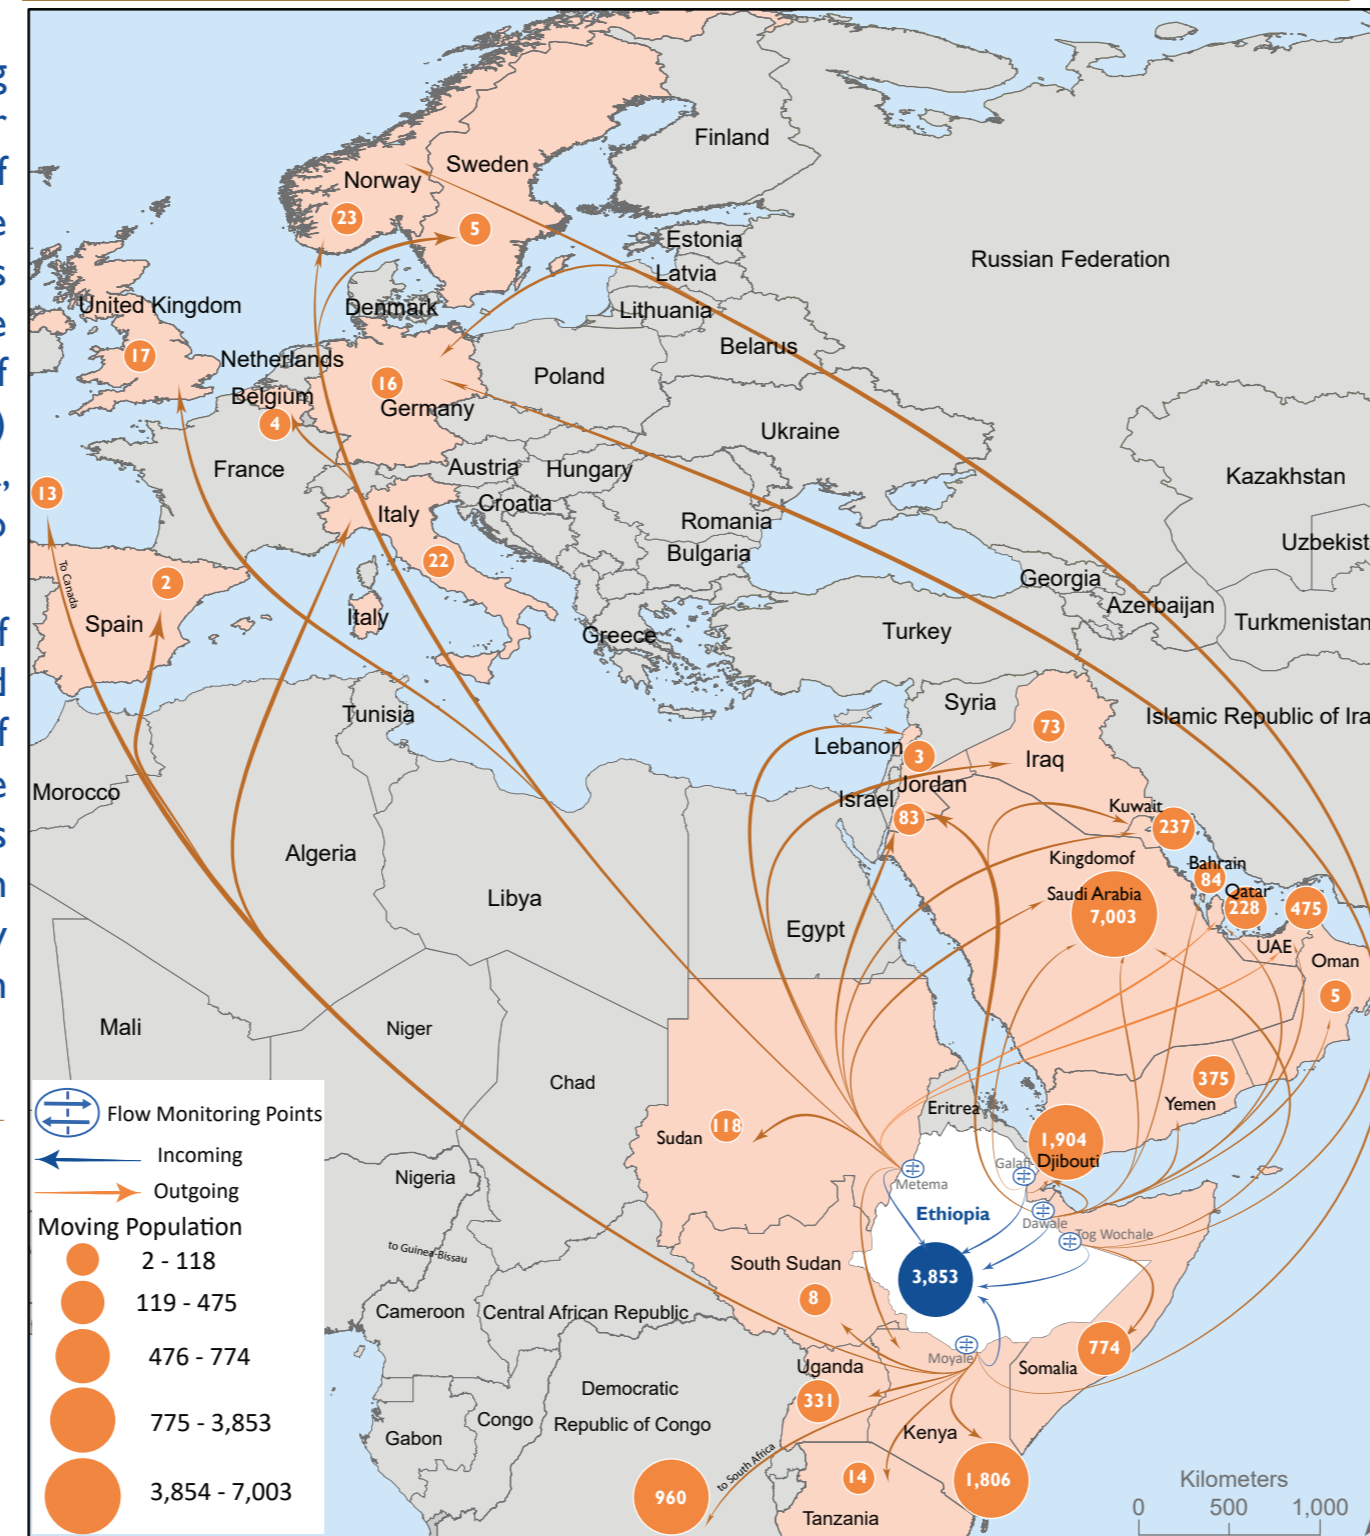 g
r
f
e
s
e
f
)
,
o
f
d
f
e
s
n
y
n
Finland
Sweden
Norway
23
5
Estonia
Russian Federation
Latvia
United Kingdom
Denmark
Lithuania
Belarus
17
Netherlands
16
Poland
Belgium
Germany
4
Ukraine
France
Austria
Hungary
Kazakhstan
13
Croatia
Italy
Romania
Uzbekist
Bulgaria
22
To Canada
2
Georgia
Azerbaijan
Italy
Spain
Greece
Turkey
Turkmenistan
Syria
Tunisia
73
Islamic Republic of Ira
Lebanon
3
Iraq
Jordan
Morocco
Israel
83
Kuwait
237
Algeria
Kingdomof
Saudi Arabia
7,003
Bahrain
84
Qatar
228
475
Libya
Egypt
UAE
Oman
5
Mali
Niger
Chad
375
Yemen
Eritrea
118
Sudan
1,904
Djibouti
Galafi
Metema
Nigeria
Ethiopia
Dawale
Tog Wochale
to Guinea-Bissau
South Sudan
3,853
8
Cameroon
Central African Republic
Moyale
774
Somalia
Uganda
331
Democratic
Republic of Congo
Congo
Gabon
Kenya
to South Africa
960
14
1,806
Tanzania
Flow Monitoring Points
Incoming
Outgoing
Moving Population
2 - 118
119 - 475
476 - 774
775 - 3,853
3,854 - 7,003
Kilometers
0 500 1,000